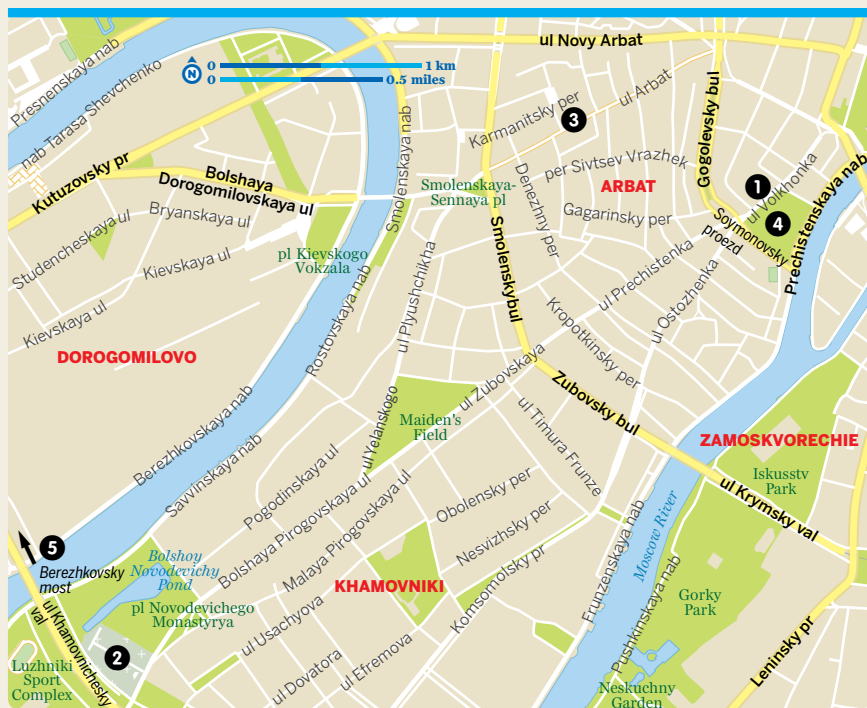 ul Novy Arbat
Presnenskaya nab
nab Tarasa Shevchenko
N
0
1 km
0
0.5 miles
Karmanitsky per
3
ul Arbat
Gogolevsky bul
Smolenskaya nab
Kutuzovsky pr
Bolshaya
Dorogomilovskaya ul
Smolenskaya-
Sennaya pl
per Sivtsev Vrazhek
ARBAT
Denezhny per
Gagarinsky per
1
ul Volkhonka
4
Soymonovsky
proezd
Prechistenskaya nab
Studencheskaya ul
Bryanskaya ul
Kievskaya ul
pl Kievskogo
Vokzala
Smolensky bul
ul Plyushchikha
ul Prechistenka
ul Ostozhenka
Kropotkinsky per
Kievskaya ul
Rostovskaya nab
DOROGOMILOVO
ul Zubovskaya
Zubovsky bul
Maiden's
Field
ul Yelanskogo
ul Timura Frunze
ZAMOSKVORECHIE
Berezhkovskaya nab
Savvinskaya nab
Pogodinskaya ul
Bolshaya Pirogovskaya ul
Malaya Pirogovskaya ul
Obolensky per
Nesvizhsky per
Iskusstv
Park
ul Krymsky val
Moscow River
Frunzenskaya nab
5
Berezhkovsky
most
Bolshoy
Novodevichy
Pond
KHAMOVNIKI
Komsomolsky pr
Gorky
Park
pl Novodevichego
Monastyrya
ul Usachyova
ul Khamovnichesky
val
2
ul Dovatora
ul Efremova
Pushkinskaya nab
Leninsky pr
Luzhniki
Sport
Complex
Neskuchny
Garden